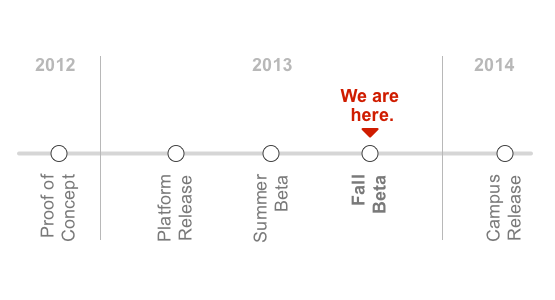 2012
2013
2014
We are
here.
Proof of
Concept
Platform
Release
Summer
Beta
Fall
Beta
Campus
Release